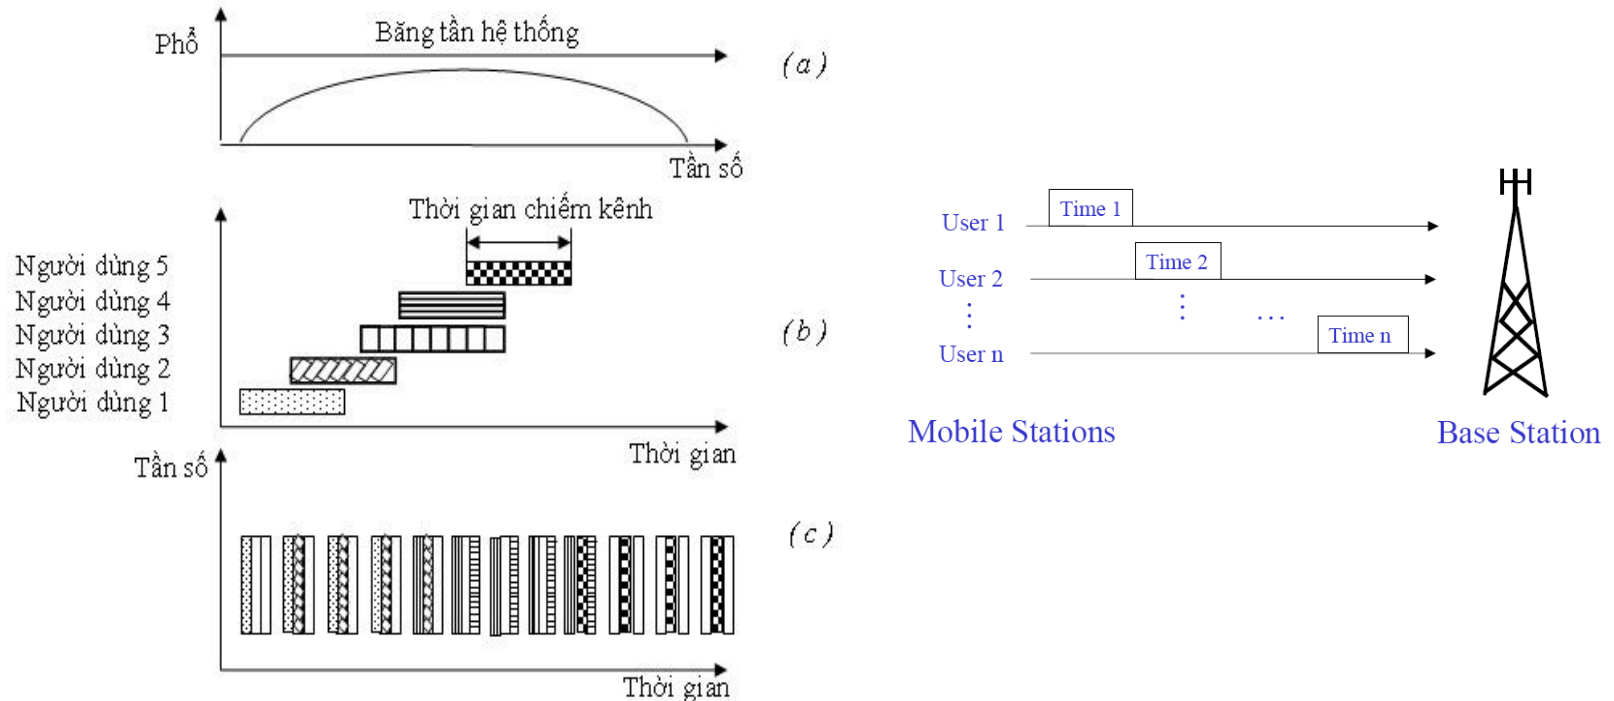 Phổ
Băng tần hệ thống
(a)
Tần số
Thời gian chiếm kênh
Người dùng 5
Người dùng 4
Người dùng 3
Người dùng 2
Người dùng 1
(b)
Thời gian
Tần số
(c)
Thời gian
User 1
Time 1
User 2
Time 2
...
User n
Time n
Mobile Stations
Base Station